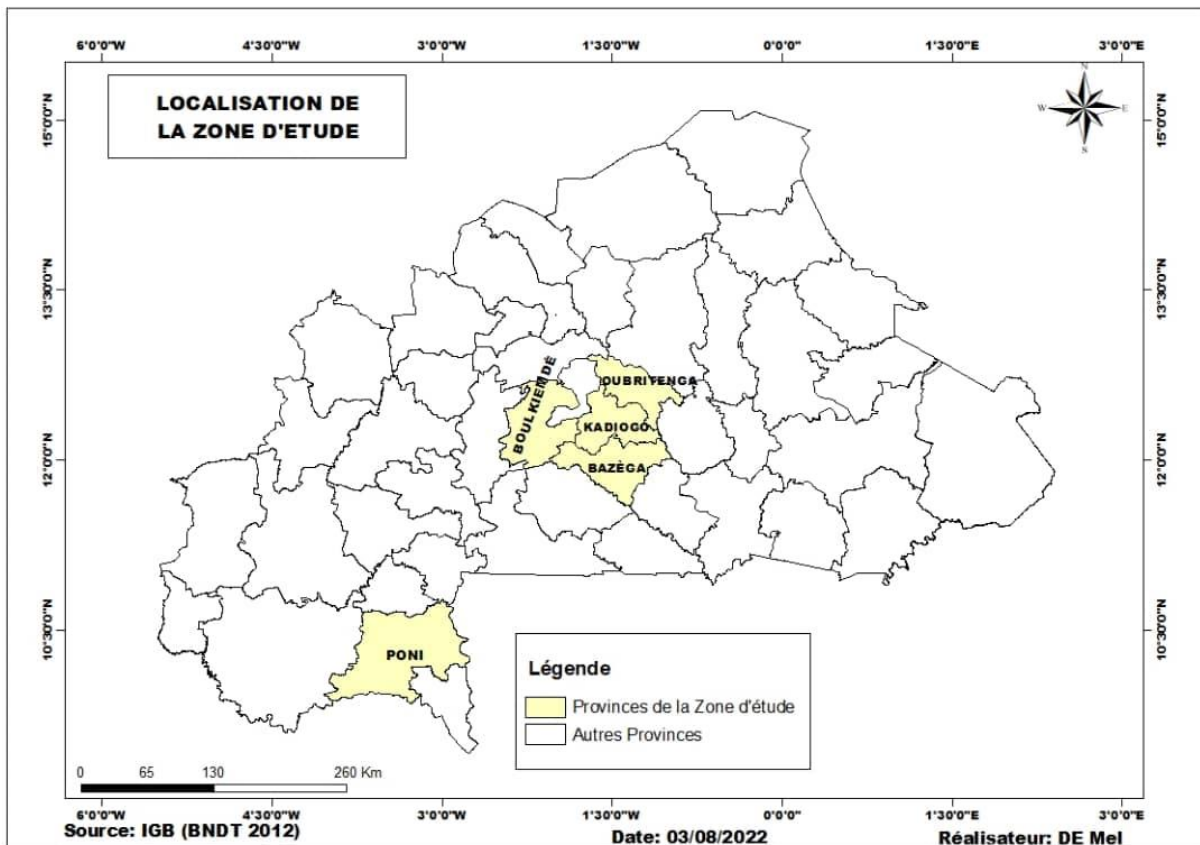 6°0'0"W 4°30'0"W 3°0'0"W 1°30'0"W 0°0'0" 1°30'0"E 3°0'0"E
LOCALISATION DE
LA ZONE D'ETUDE
N
W E
S
15°0'0"N 15°0'0"N
13°30'0"N 13°30'0"N
12°0'0"N 12°0'0"N
10°30'0"N 10°30'0"N
BOULKIEMDÉ
OUBRITENGA
KADIOGO
BAZÈGA
PONI
Légende
Provinces de la Zone d'étude
Autres Provinces
0 65 130 260 Km
6°0'0"W 4°30'0"W 3°0'0"W 1°30'0"W 0°0'0" 1°30'0"E 3°0'0"E
Source: IGB (BNDT 2012) Date: 03/08/2022 Réalisateur: DE Mel